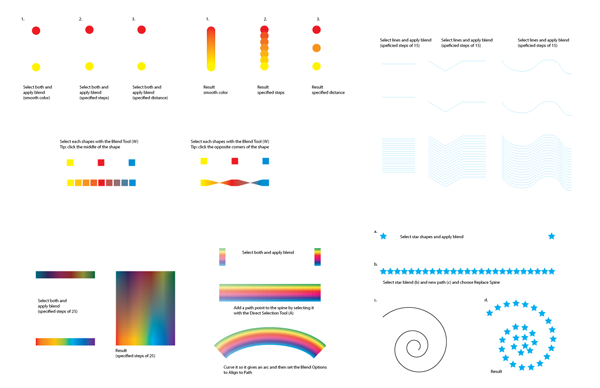 1.
2.
3.
Select both and
apply blend
(smooth color)
Select both and
apply blend
(specified steps)
Select both and
apply blend
(specified distance)
1.
2.
3.
Result
smooth color
Result
specified steps
Result
specified distance
Select lines and apply blend
(speficied steps of 15)
Select lines and apply blend
(speficied steps of 15)
Select lines and apply blend
(speficied steps of 15)
Select each shapes with the Blend Tool (W)
Tip: click the middle of the shape
Select each shapes with the Blend Tool (W)
Tip: click the opposite corners of the shape
Select both and
apply blend
(specified steps of 25)
Result
(specified steps of 25)
Select both and apply blend
Add a path point to the spine by selecting it
with the Direct Selection Tool (A)
Curve it so it gives an arc and then set the Blend Options
to Align to Path
a.
Select star shapes and apply blend
b.
Select star blend (b) and new path (c) and choose Replace Spine
c.
d.
Result